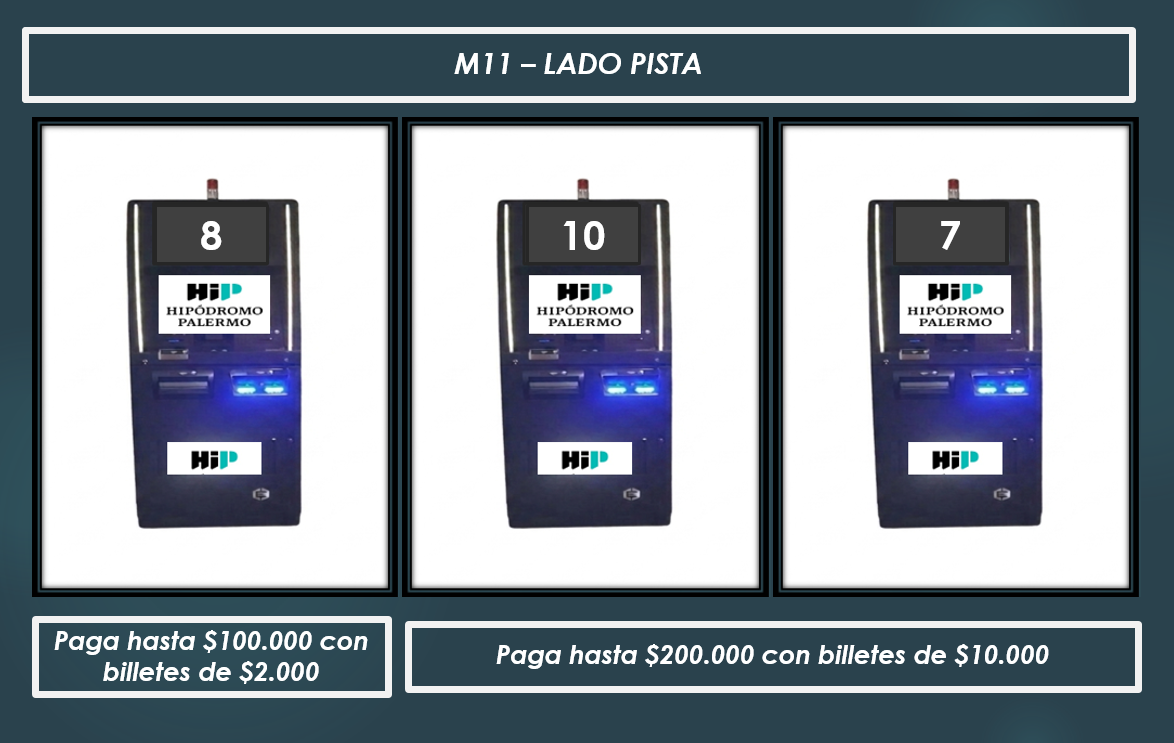 M11 – LADO PISTA
8
HiP
HIPÓDROMO
PALERMO
HiP
10
HiP
HIPÓDROMO
PALERMO
HiP
7
HiP
HIPÓDROMO
PALERMO
HiP
Paga hasta $100.000 con
billetes de $2.000
Paga hasta $200.000 con billetes de $10.000